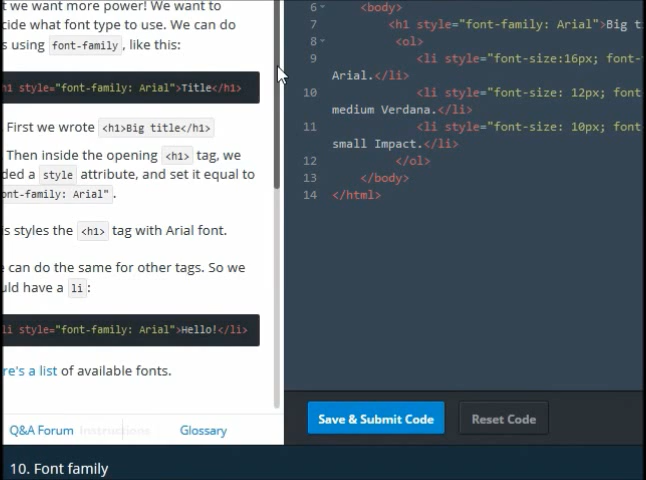 t we want more power! We want to
cide what font type to use. We can do
s using font-family, like this:
h1 style="font-family: Arial">Title</h1>
First we wrote <h1>Big title</h1>
Then inside the opening <h1> tag, we
ded a style attribute, and set it equal to
ont-family: Arial".
s styles the <h1> tag with Arial font.
e can do the same for other tags. So we
uld have a li:
li style="font-family: Arial">Hello!</li>
re's a list of available fonts.
Q&A Forum Instructions Glossary
6 <body>
7 <h1 style="font-family: Arial">Big t
8 <ol>
9 <li style="font-size:16px; font-
Arial.</li>
10 <li style="font-size: 12px; font
medium Verdana.</li>
11 <li style="font-size: 10px; font
small Impact.</li>
12 </ol>
13 </body>
14 </html>
Save & Submit Code Reset Code
10. Font family